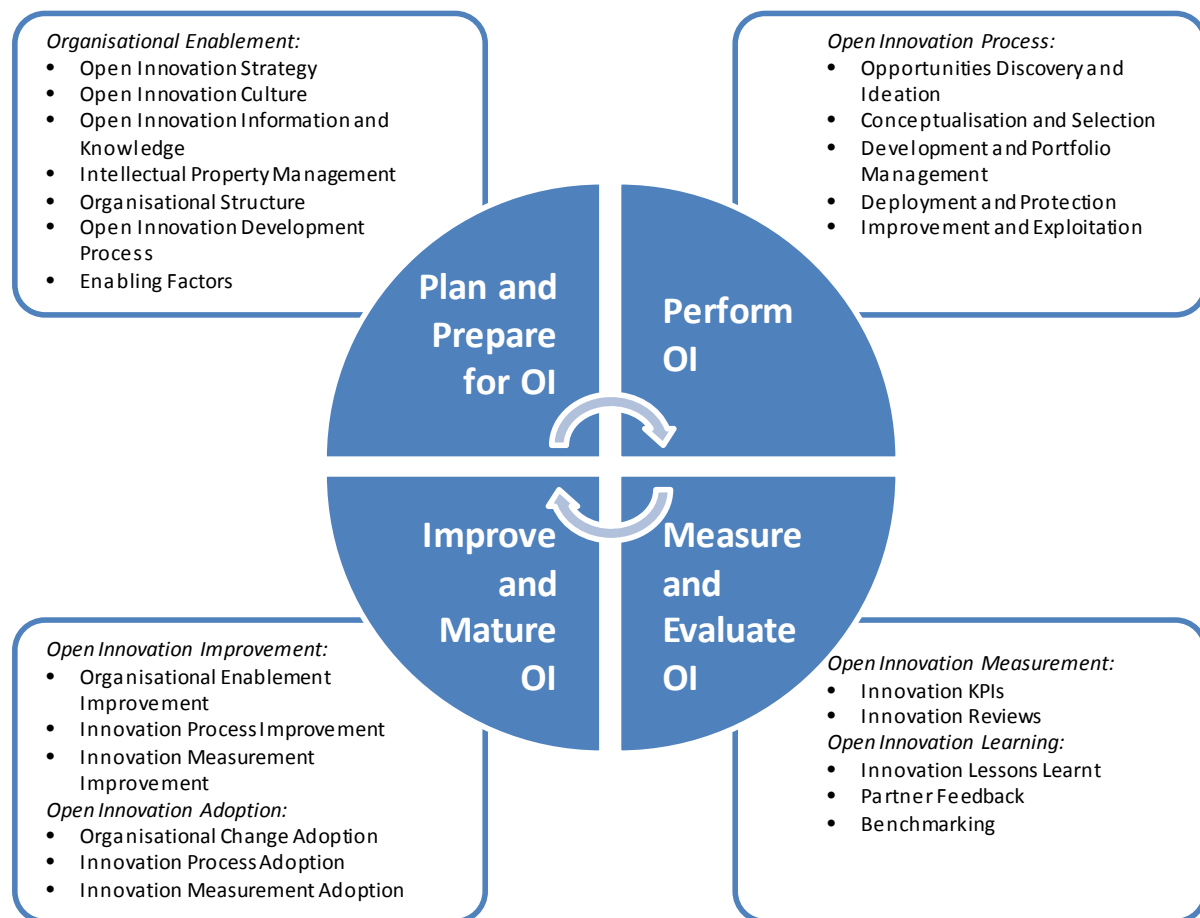 Organisational Enablement:
• Open Innovation Strategy
• Open Innovation Culture
• Open Innovation Information and
Knowledge
• Intellectual Property Management
• Organisational Structure
• Open Innovation Development
Process
• Enabling Factors
Open Innovation Process:
• Opportunities Discovery and
Ideation
• Conceptualisation and Selection
• Development and Portfolio
Management
• Deployment and Protection
• Improvement and Exploitation
Plan and
Prepare
for OI
Perform
OI
Improve
and
Mature
OI
Measure
and
Evaluate
OI
Open Innovation Improvement:
• Organisational Enablement
Improvement
• Innovation Process Improvement
• Innovation Measurement
Improvement
Open Innovation Adoption:
• Organisational Change Adoption
• Innovation Process Adoption
• Innovation Measurement Adoption
Open Innovation Measurement:
• Innovation KPIs
• Innovation Reviews
Open Innovation Learning:
• Innovation Lessons Learnt
• Partner Feedback
• Benchmarking